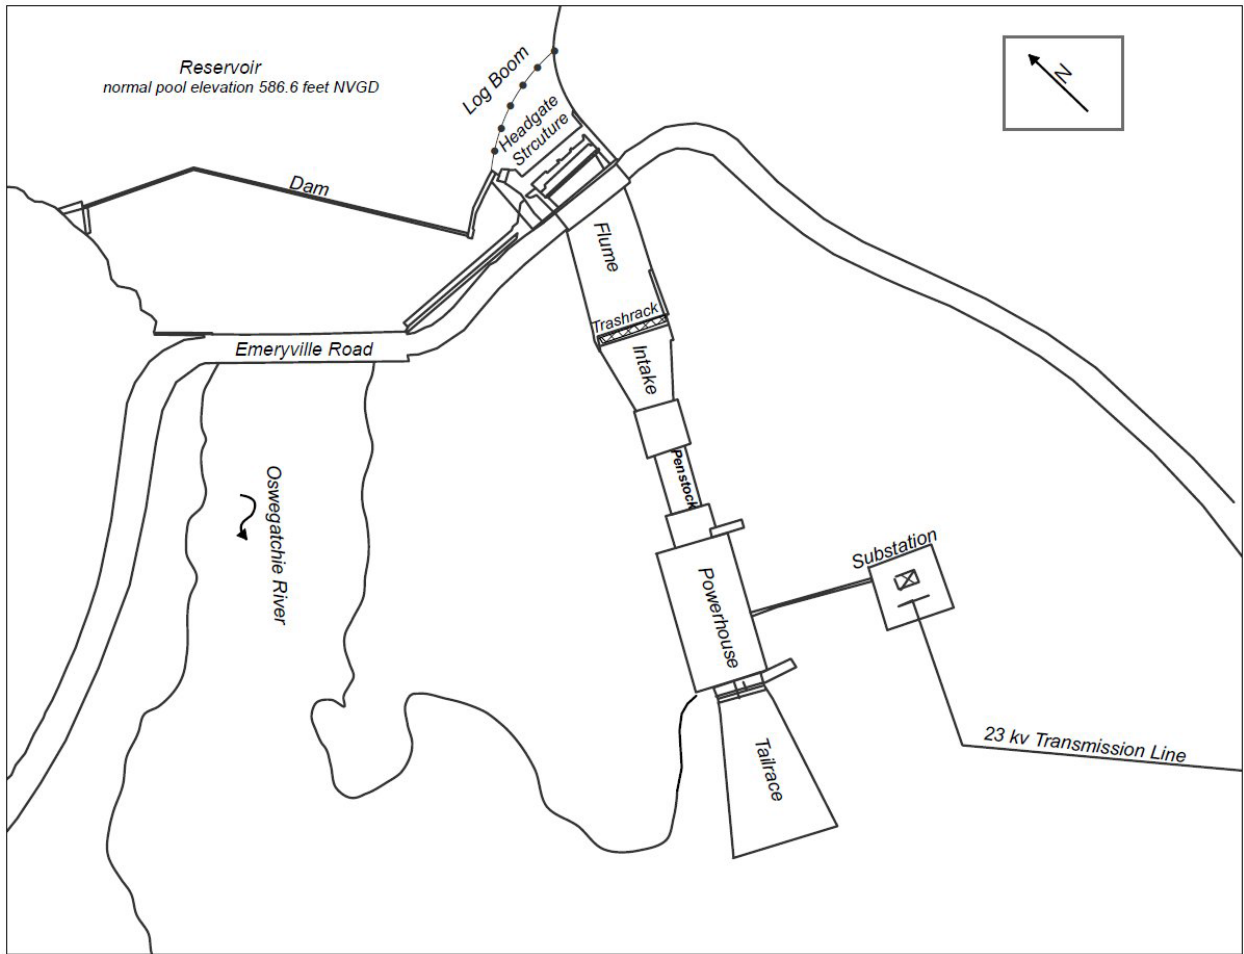 Reservoir
normal pool elevation 586.6 feet NVGD
Log Boom
Headgate
Strcuture
N
Dam
Flume
Trashrack
Emeryville Road
Intake
Penstock
Oswegatchie River
Substation
Powerhouse
23 kv Transmission Line
Tailrace